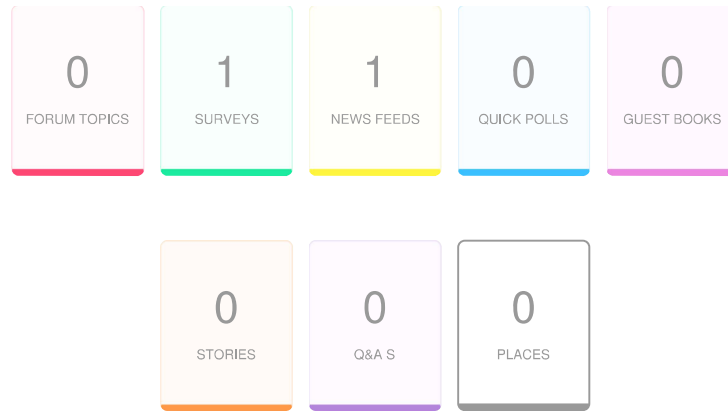 0 1 1 0 0
FORUM TOPICS SURVEYS NEWS FEEDS QUICK POLLS GUEST BOOKS
0 0 0
STORIES Q&A S PLACES